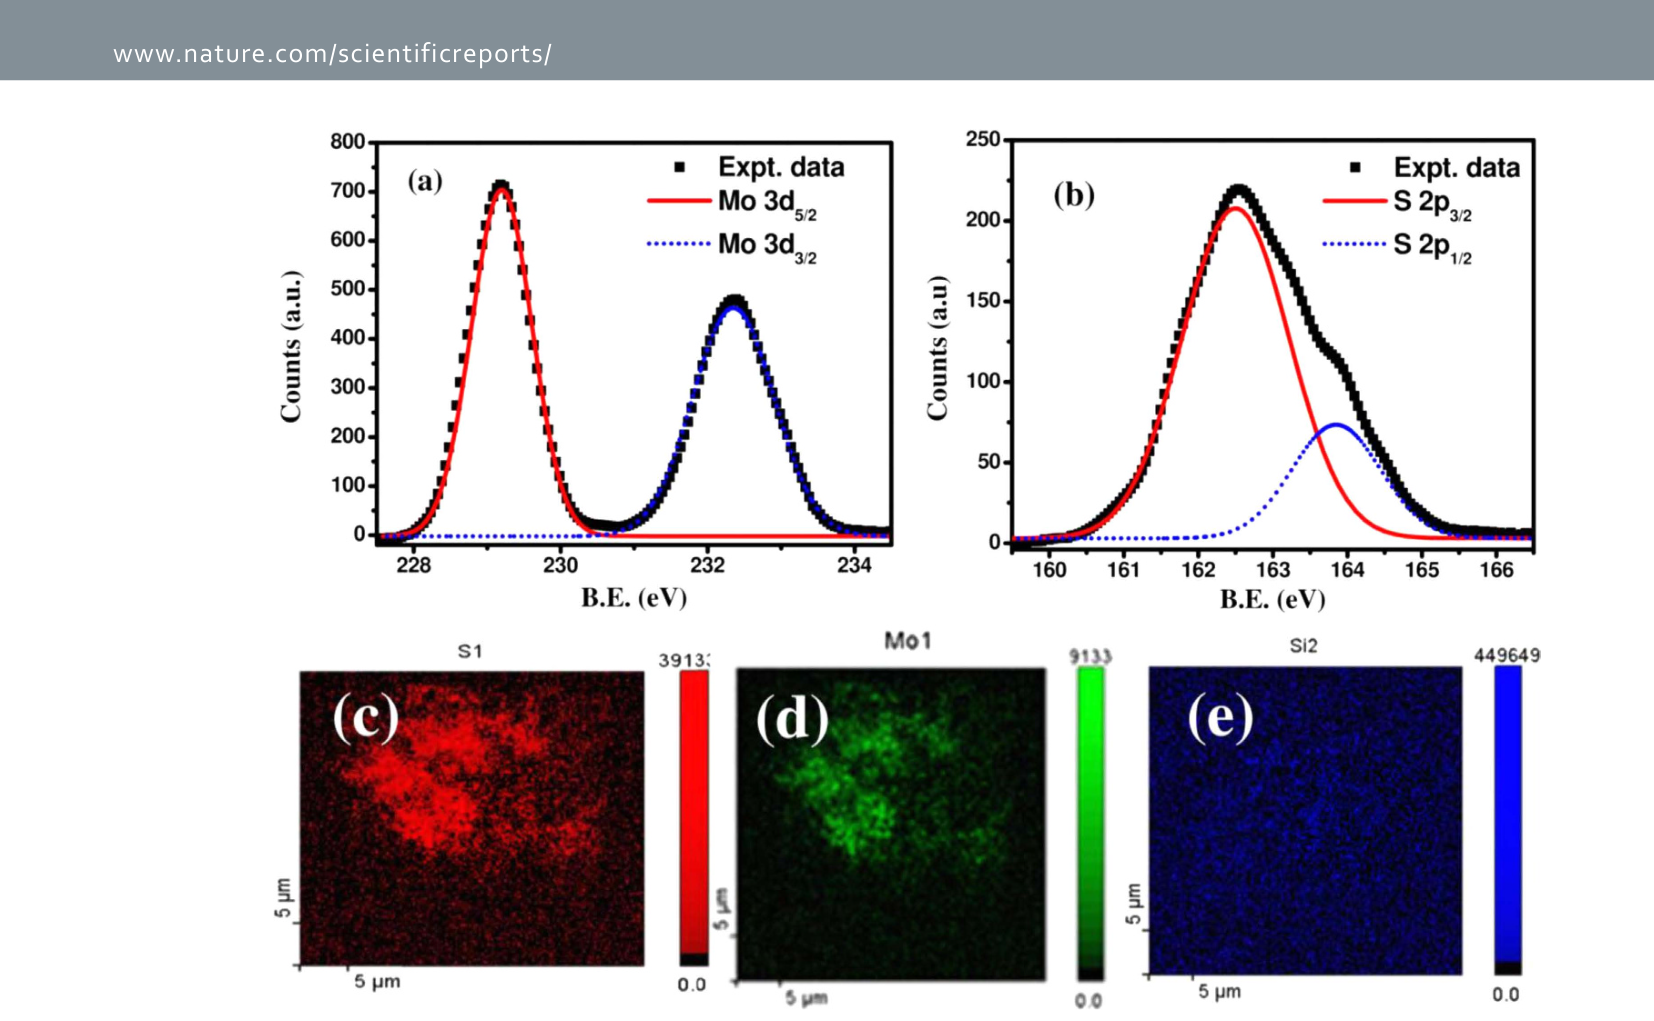 www.nature.com/scientificreports/
(a)
Expt. data
Mo 3d5/2
Mo 3d3/2
800
700
600
500
400
300
200
100
0
Counts (a.u.)
228 230 232 234
B.E. (eV)
(b)
Expt. data
S 2p3/2
S 2p1/2
250
200
150
100
50
0
Counts (a.u)
160 161 162 163 164 165 166
B.E. (eV)
S1
(c)
5 µm
5 µm
0.0
Mo1
(d)
9133
5 µm
5 µm
0.0
Si2
(e)
449649
5 µm
5 µm
0.0